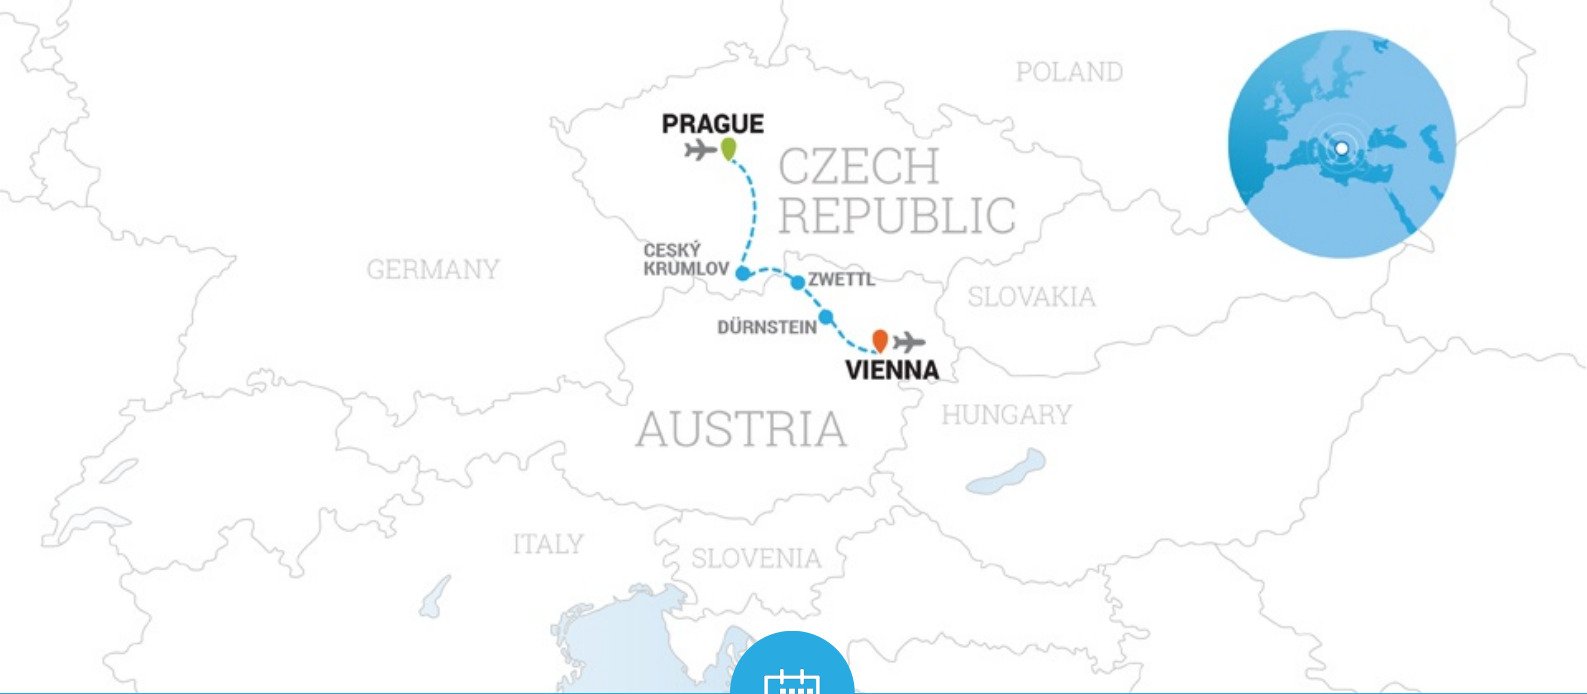 POLAND
PRAGUE
CZECH
REPUBLIC
CESKÝ
KRUMLOV
GERMANY
ZWETTL
SLOVAKIA
DÜRNSTEIN
VIENNA
AUSTRIA
HUNGARY
ITALY
SLOVENIA